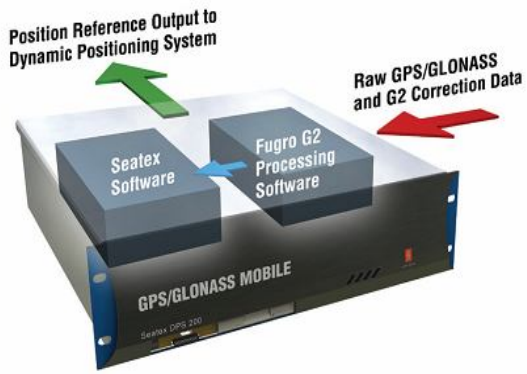 Position Reference Output to
Dynamic Positioning System
Raw GPS/GLONASS
and G2 Correction Data
Seatex
Software
Fugro G2
Processing
Software
GPS/GLONASS MOBILE
Seatex DPS 200